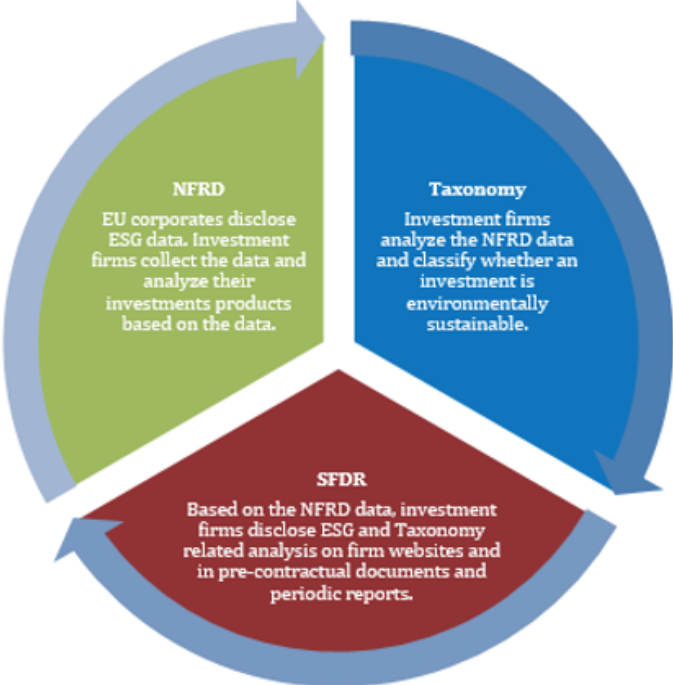 NFRD
EU corporates disclose
ESG data. Investment
firms collect the data and
analyze their
investments products
based on the data.
Taxonomy
Investment firms
analyze the NFRD data
and classify whether an
investment is
environmentally
sustainable.
SFDR
Based on the NFRD data, investment
firms disclose ESG and Taxonomy
related analysis on firm websites and
in pre-contractual documents and
periodic reports.